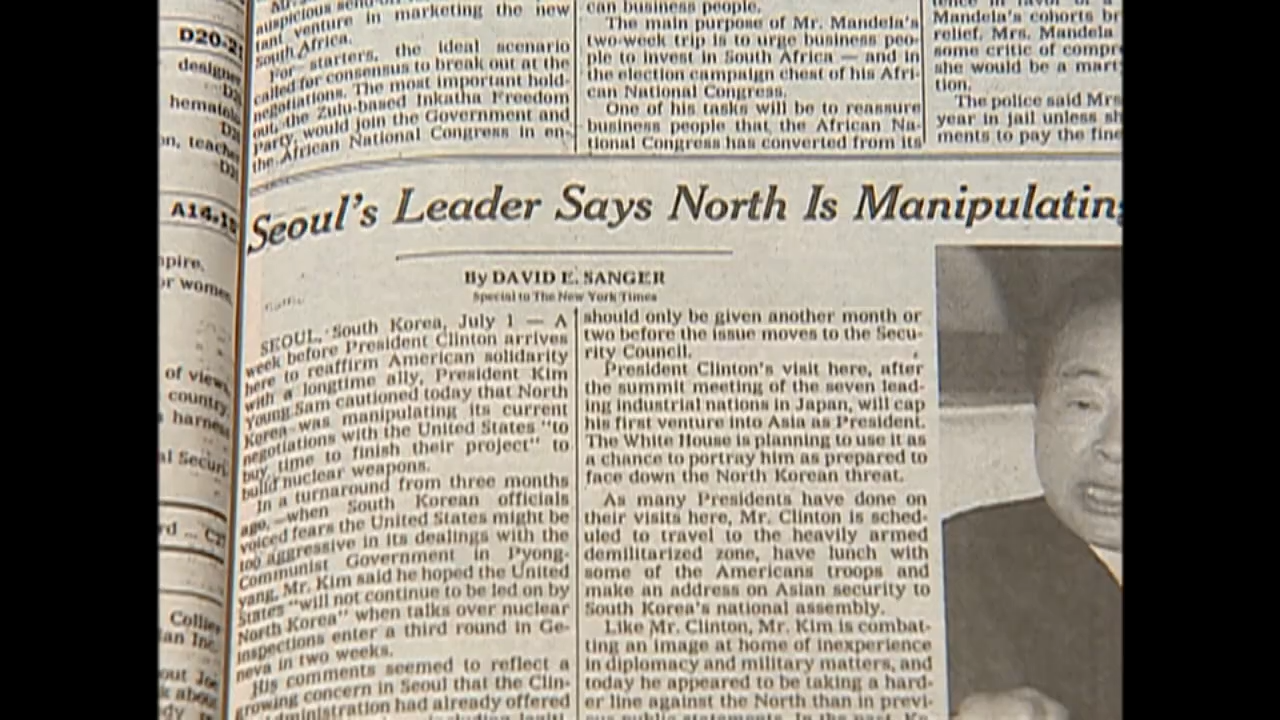 D20-2
designer
hemato
on, teache
A14,1
mpire,
or women
of views
country,
harness
al Securi
rd — C2
Collie
an Inc.
out Jo
k abou
tant venture in marketing the new
South Africa.
For starters, the ideal scenario
called for consensus to break out at the
negotiations. The most important hold-
out, the Zulu-based Inkatha Freedom
Party, would join the Government and
the African National Congress in en-
can business people.
The main purpose of Mr. Mandela's
two-week trip is to urge business peo-
ple to invest in South Africa — and in
the election campaign chest of his Afri-
can National Congress.
One of his tasks will be to reassure
business people that the African Na-
tional Congress has converted from its
Mandela's cohorts br
relief, Mrs. Mandela
some critic of compr
she would be a mart
tion.
The police said Mrs
year in jail unless sh
ments to pay the fine
Seoul's Leader Says North Is Manipulatin
By DAVID E. SANGER
Special to The New York Times
SEOUL, South Korea, July 1 — A
week before President Clinton arrives
here to reaffirm American solidarity
with a longtime ally, President Kim
Young Sam cautioned today that North
Korea was manipulating its current
negotiations with the United States "to
buy time to finish their project" to
build nuclear weapons.
In a turnaround from three months
ago, when South Korean officials
voiced fears the United States might be
too aggressive in its dealings with the
Communist Government in Pyong-
yang, Mr. Kim said he hoped the United
States "will not continue to be led on by
North Korea" when talks over nuclear
inspections enter a third round in Ge-
neva in two weeks.
His comments seemed to reflect a
growing concern in Seoul that the Clin-
Administration had already offered
should only be given another month or
two before the issue moves to the Secu-
rity Council.
President Clinton's visit here, after
the summit meeting of the seven lead-
ing industrial nations in Japan, will cap
his first venture into Asia as President.
The White House is planning to use it as
a chance to portray him as prepared to
face down the North Korean threat.
As many Presidents have done on
their visits here, Mr. Clinton is sched-
uled to travel to the heavily armed
demilitarized zone, have lunch with
some of the Americans troops and
make an address on Asian security to
South Korea's national assembly.
Like Mr. Clinton, Mr. Kim is combat-
ting an image at home of inexperience
in diplomacy and military matters, and
today he appeared to be taking a hard-
er line against the North than in previ-